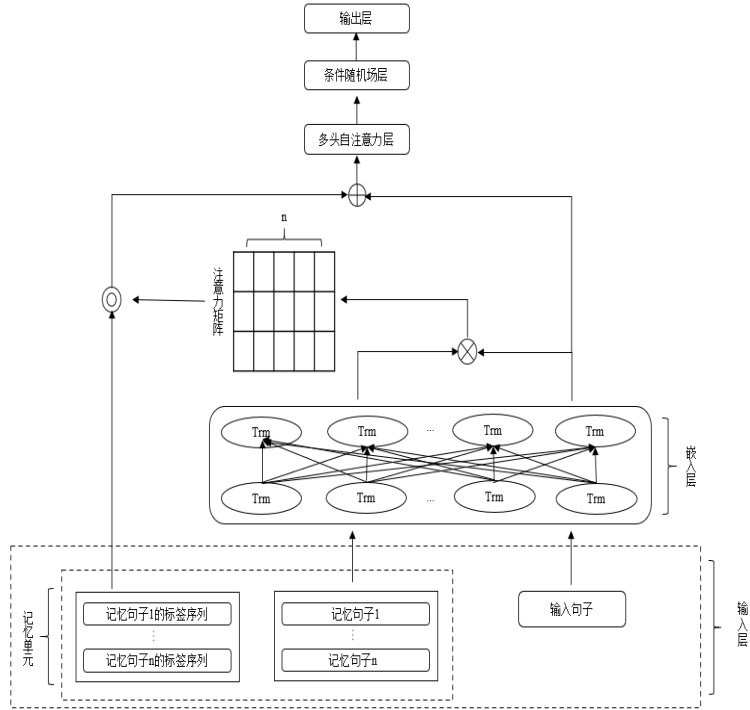 输出层
条件随机场层
多头自注意力层
n
注意力矩阵
Trm
Trm
...
Trm
Trm
Trm
Trm
...
Trm
Trm
嵌入层
记忆单元
记忆句子1的标签序列
⋮
记忆句子n的标签序列
记忆句子1
⋮
记忆句子n
输入句子
输入层